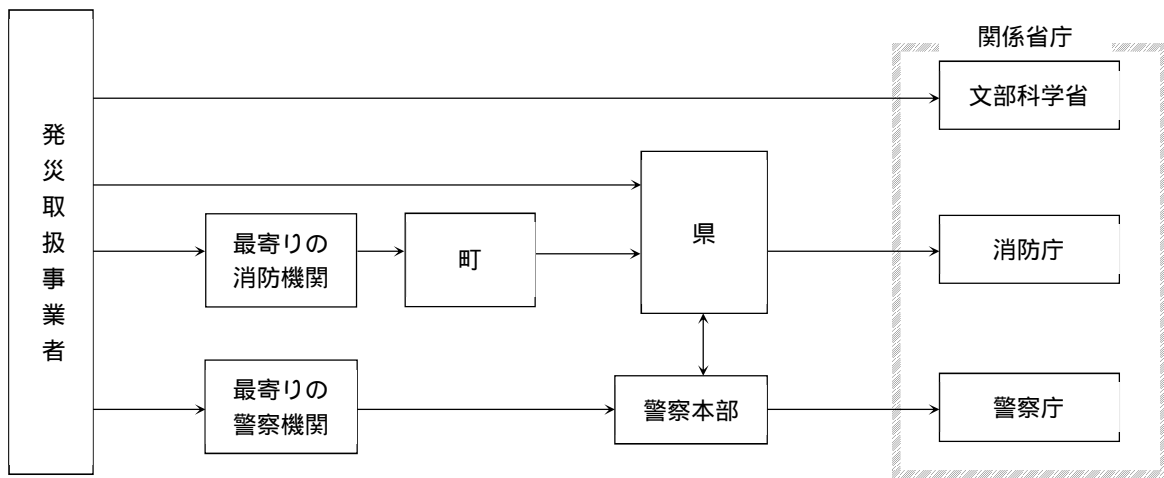 関係省庁
発災取扱事業者
文部科学省
県
最寄りの
消防機関
町
消防庁
最寄りの
警察機関
警察本部
警察庁